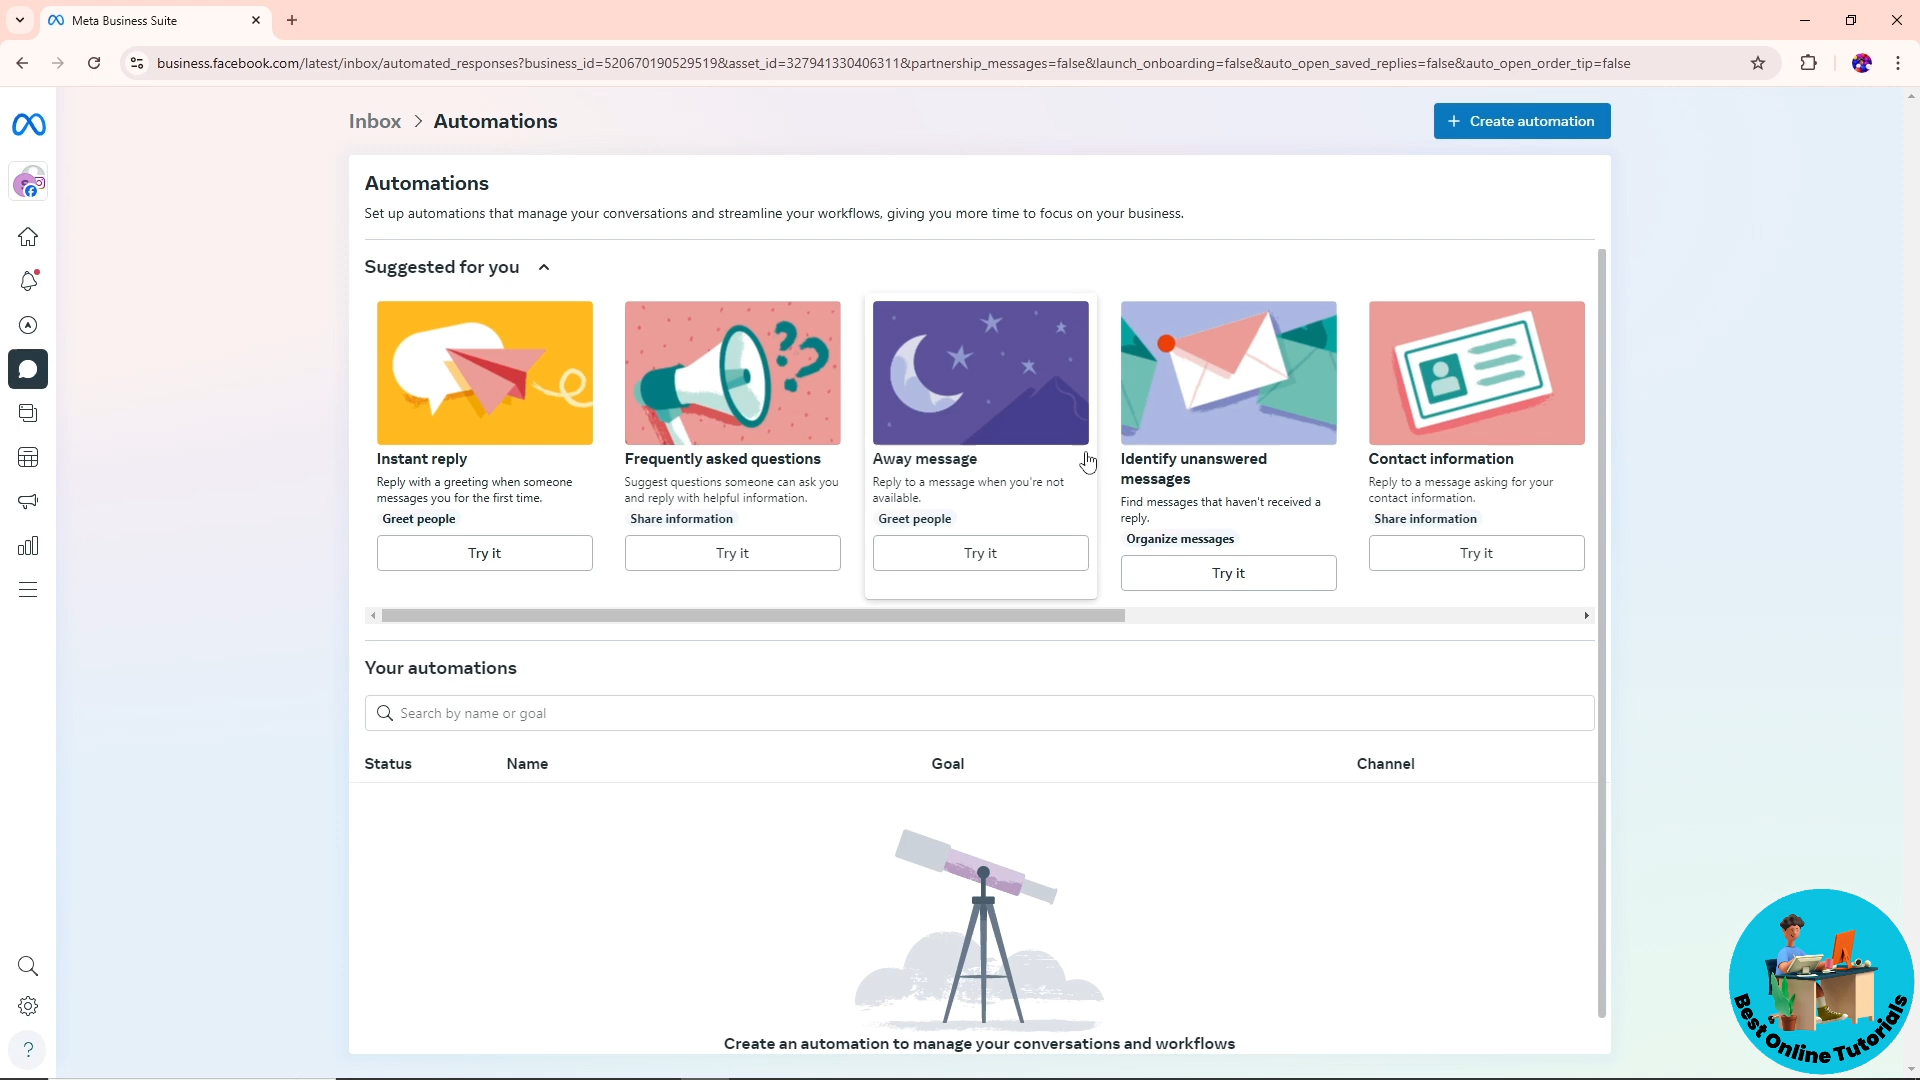 Meta Business Suite
business.facebook.com/latest/inbox/automated_responses?business_id=520670190529519&asset_id=327941330406311&partnership_messages=false&launch_onboarding=false&auto_open_saved_replies=false&auto_open_order_tip=false
Inbox > Automations
+ Create automation
Automations
Set up automations that manage your conversations and streamline your workflows, giving you more time to focus on your business.
Suggested for you
Instant reply
Reply with a greeting when someone
messages you for the first time.
Greet people
Try it
Frequently asked questions
Suggest questions someone can ask you
and reply with helpful information.
Share information
Try it
Away message
Reply to a message when you're not
available.
Greet people
Try it
Identify unanswered
messages
Find messages that haven't received a
reply.
Organize messages
Try it
Contact information
Reply to a message asking for your
contact information.
Share information
Try it
Your automations
Search by name or goal
Status Name Goal Channel
Create an automation to manage your conversations and workflows
Best Online Tutorials